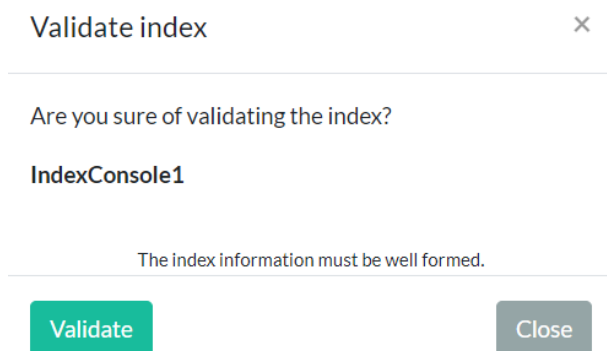 Validate index ×
Are you sure of validating the index?
IndexConsole1
The index information must be well formed.
Validate Close